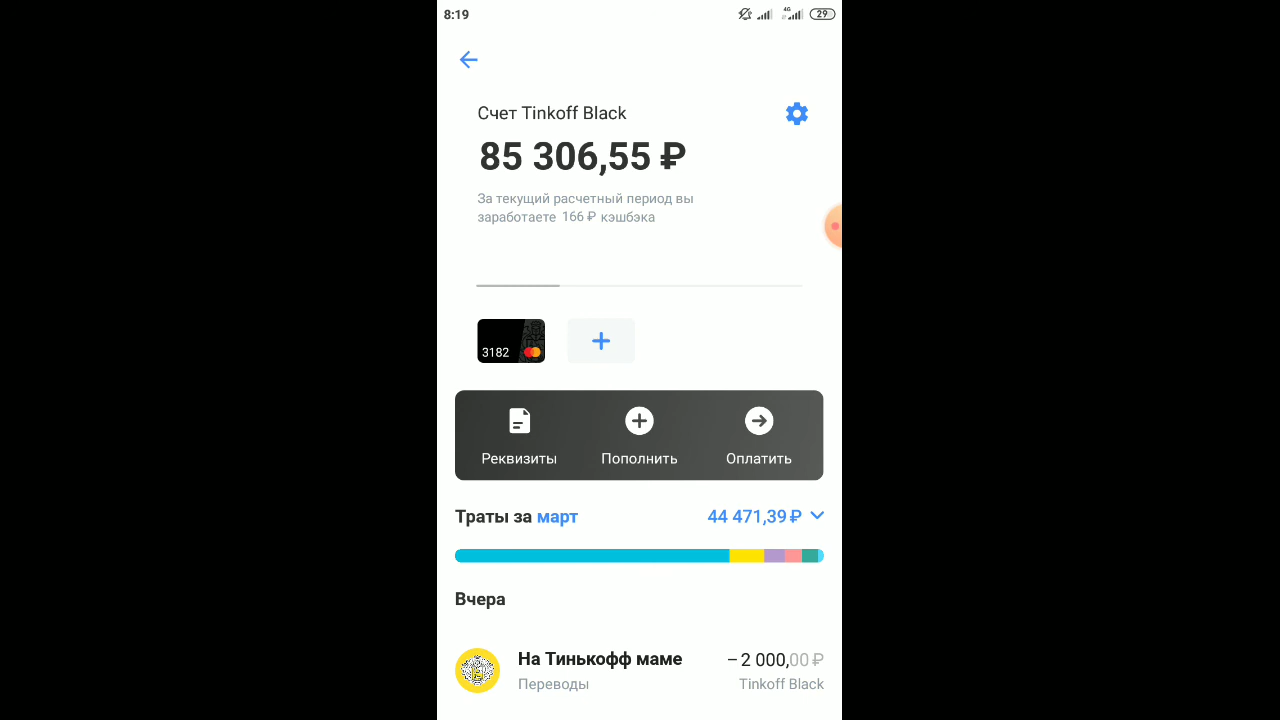 8:19
4G
29
Счет Tinkoff Black
85 306,55 ₽
За текущий расчетный период вы
заработаете 166 ₽ кэшбэка
3182
Реквизиты Пополнить Оплатить
Траты за март 44 471,39 ₽
Вчера
На Тинькофф маме −2 000,00 ₽
Переводы Tinkoff Black